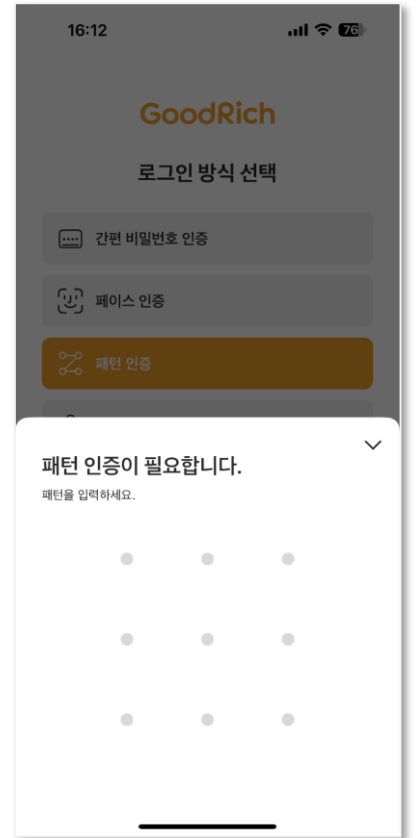 16:12
76
GoodRich
로그인 방식 선택
간편 비밀번호 인증
페이스 인증
패턴 인증
패턴 인증이 필요합니다.
패턴을 입력하세요.